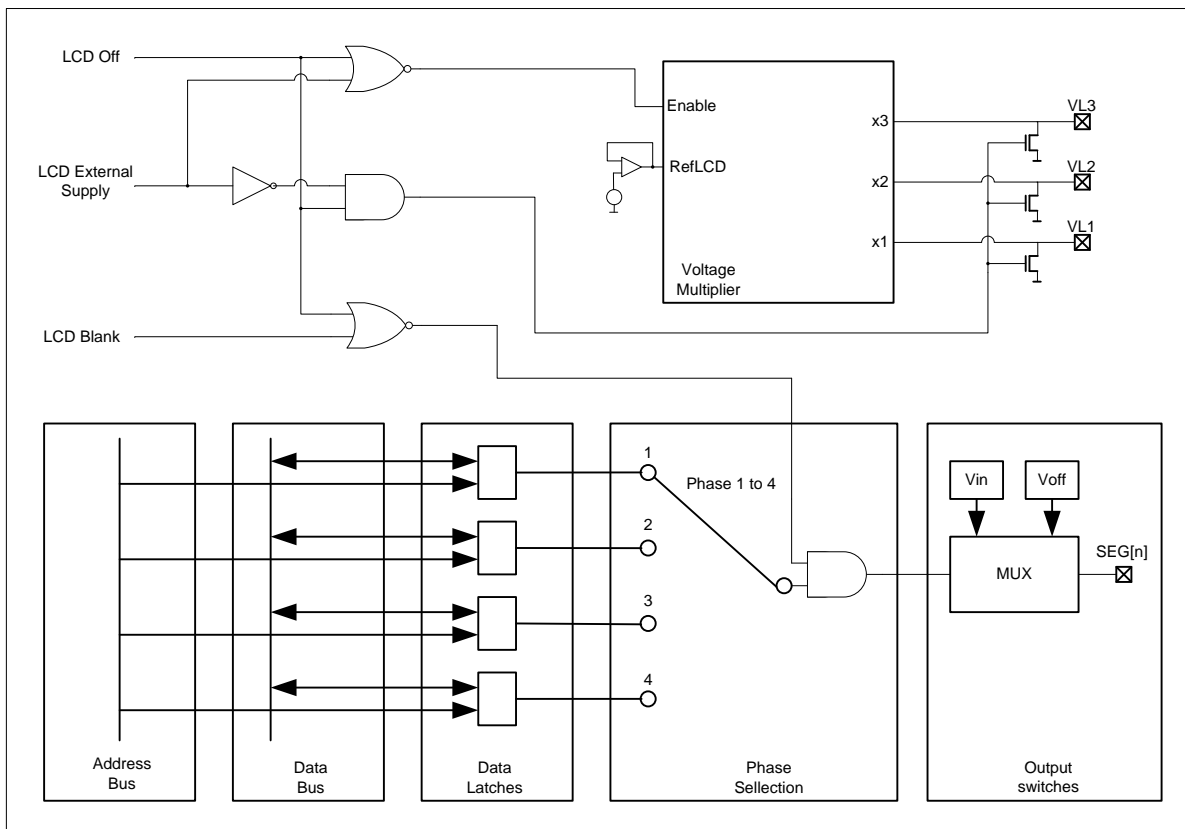 LCD Off
LCD External
Supply
LCD Blank
Enable
RefLCD
x3
x2
x1
Voltage
Multiplier
VL3
VL2
VL1
1
2
3
4
Phase 1 to 4
Vin
Voff
MUX
SEG[n]
Address
Bus
Data
Bus
Data
Latches
Phase
Sellection
Output
switches